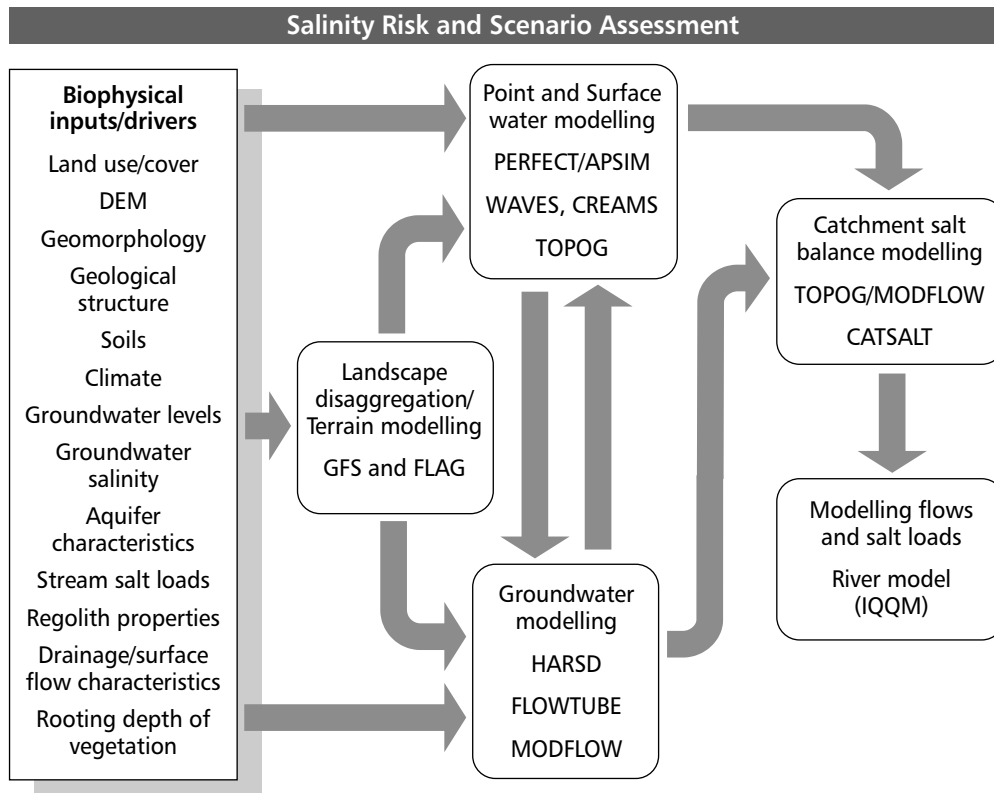 Salinity Risk and Scenario Assessment
Biophysical
inputs/drivers
Land use/cover
DEM
Geomorphology
Geological
structure
Soils
Climate
Groundwater levels
Groundwater
salinity
Aquifer
characteristics
Stream salt loads
Regolith properties
Drainage/surface
flow characteristics
Rooting depth of
vegetation
Landscape
disaggregation/
Terrain modelling
GFS and FLAG
Point and Surface
water modelling
PERFECT/APSIM
WAVES, CREAMS
TOPOG
Groundwater
modelling
HARSD
FLOWTUBE
MODFLOW
Catchment salt
balance modelling
TOPOG/MODFLOW
CATSALT
Modelling flows
and salt loads
River model
(IQQM)